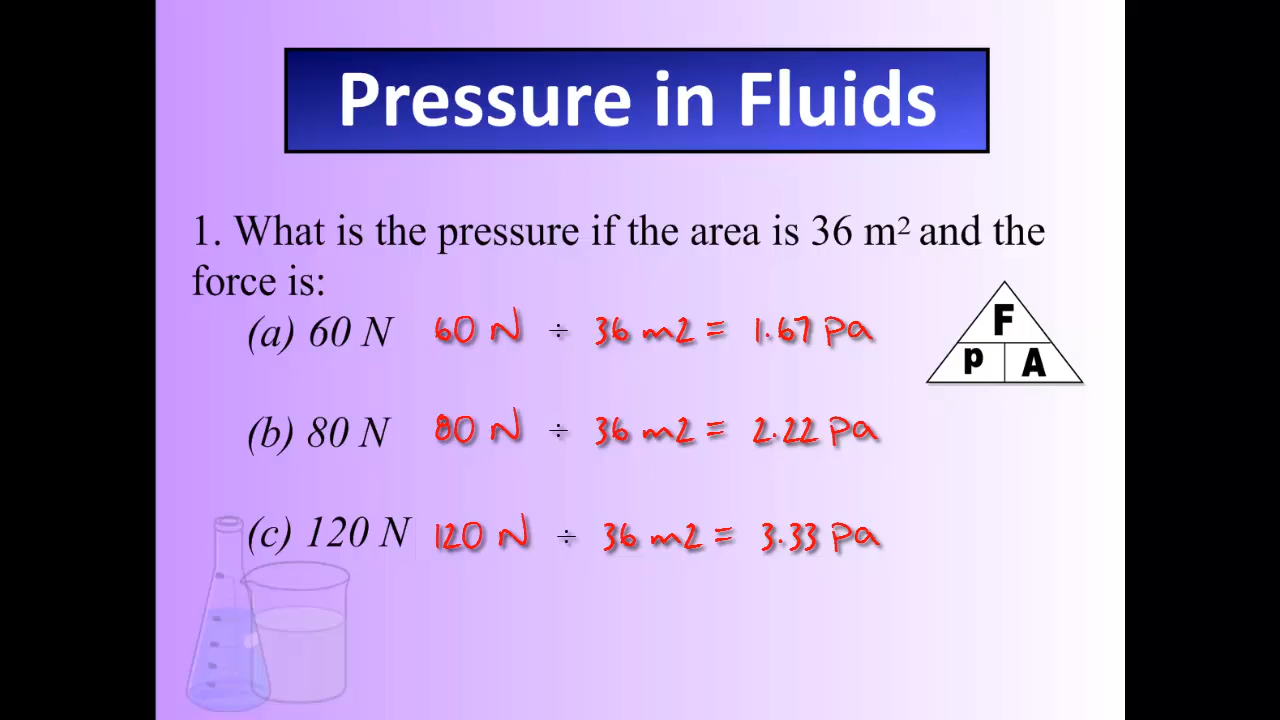 Pressure in Fluids
1. What is the pressure if the area is 36 m² and the
force is:
(a) 60 N 60 N ÷ 36 m2 = 1.67 pa
F
p A
(b) 80 N 80 N ÷ 36 m2 = 2.22 pa
(c) 120 N 120 N ÷ 36 m2 = 3.33 pa